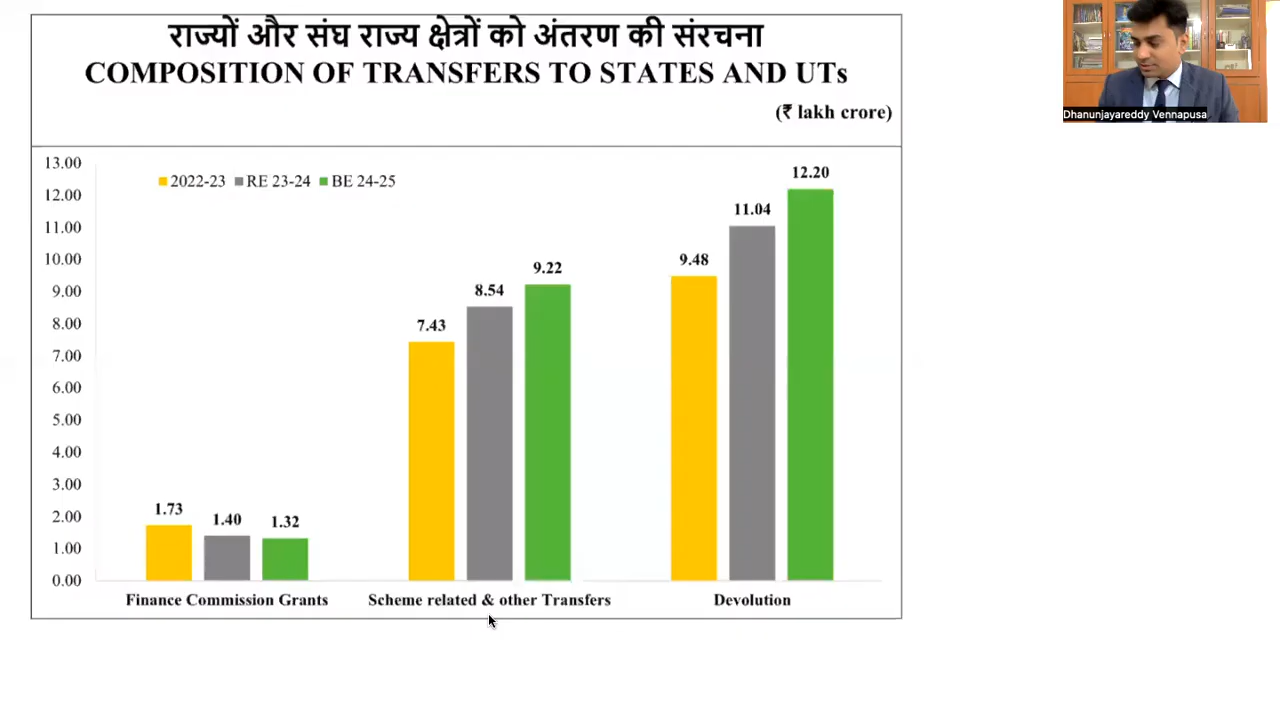 राज्यों और संघ राज्य क्षेत्रों को अंतरण की संरचना
COMPOSITION OF TRANSFERS TO STATES AND UTs
(₹ lakh crore)
Dhanunjayareddy Vennapusa
13.00
12.00
11.00
10.00
9.00
8.00
7.00
6.00
5.00
4.00
3.00
2.00
1.00
0.00
2022-23 RE 23-24 BE 24-25
1.73 1.40 1.32
7.43 8.54 9.22
9.48 11.04 12.20
Finance Commission Grants Scheme related & other Transfers Devolution